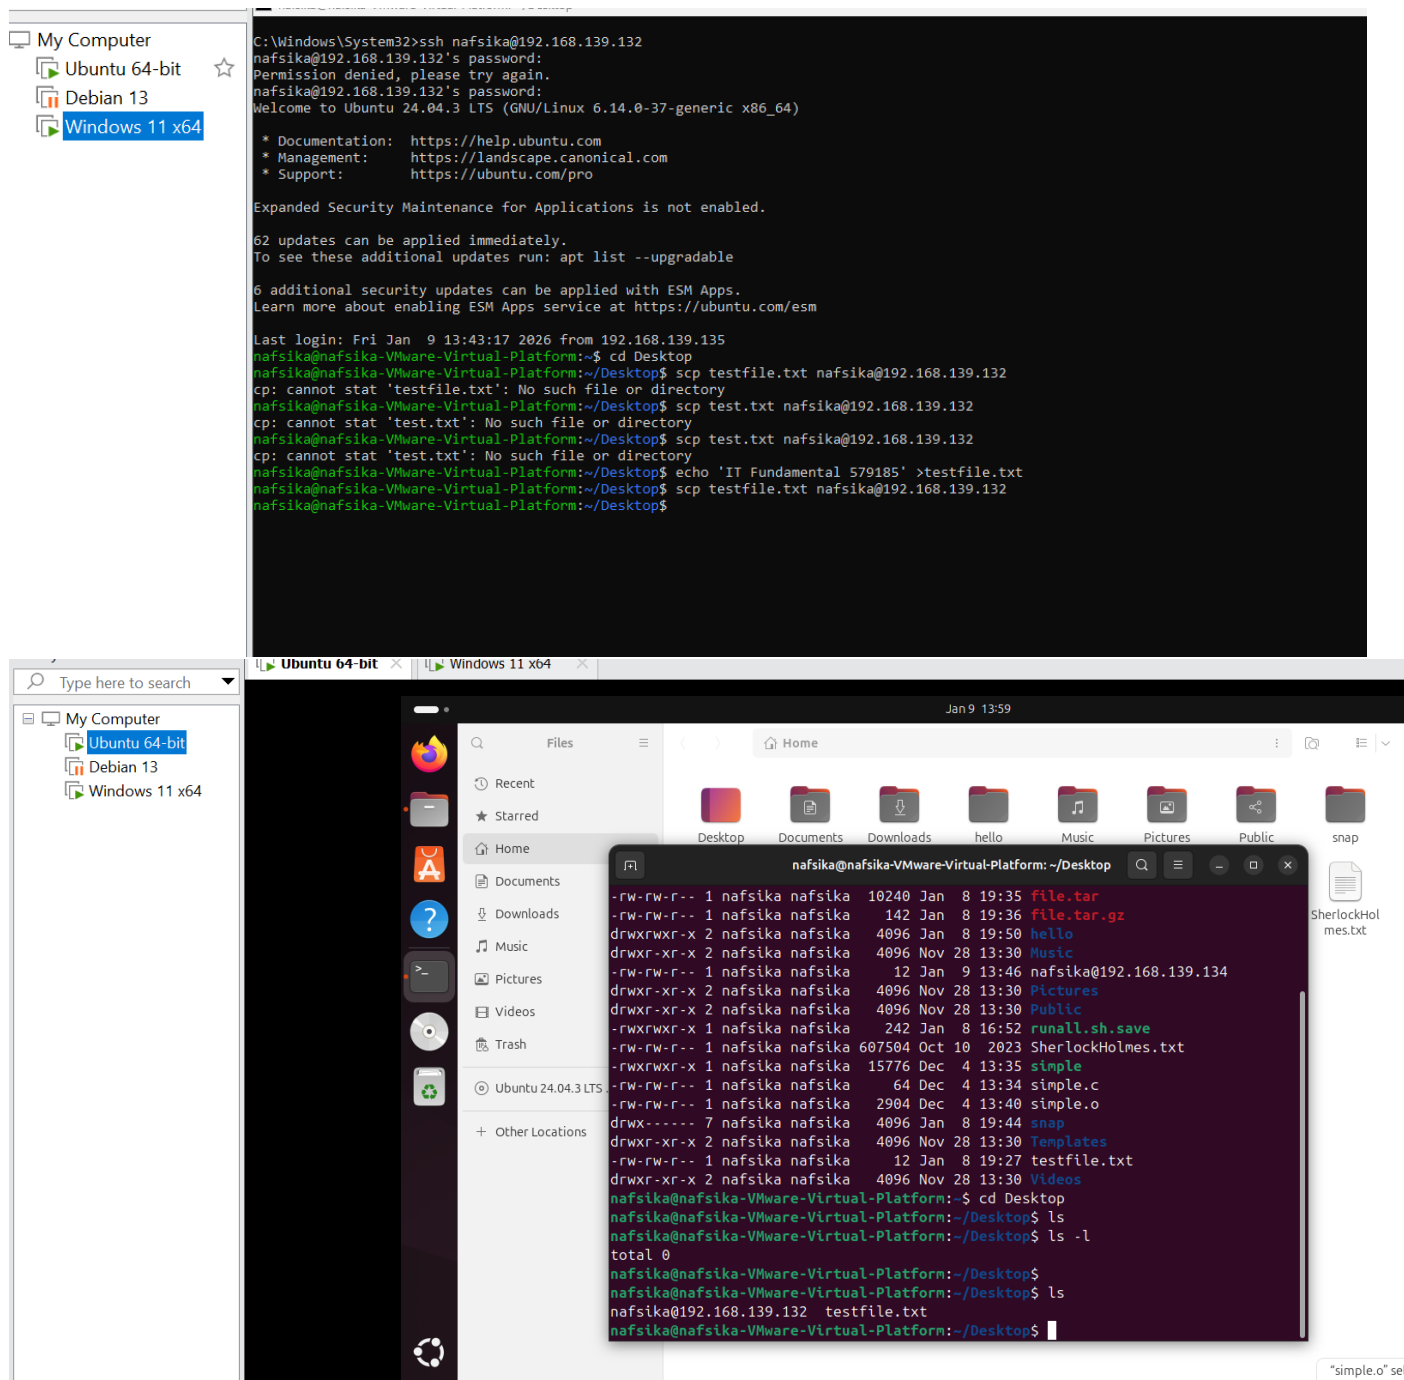 My Computer
Ubuntu 64-bit
Debian 13
Windows 11 x64
C:\Windows\System32>ssh nafsika@192.168.139.132
nafsika@192.168.139.132's password:
Permission denied, please try again.
nafsika@192.168.139.132's password:
Welcome to Ubuntu 24.04.3 LTS (GNU/Linux 6.14.0-37-generic x86_64)
* Documentation: https://help.ubuntu.com
* Management: https://landscape.canonical.com
* Support: https://ubuntu.com/pro
Expanded Security Maintenance for Applications is not enabled.
62 updates can be applied immediately.
To see these additional updates run: apt list --upgradable
6 additional security updates can be applied with ESM Apps.
Learn more about enabling ESM Apps service at https://ubuntu.com/esm
Last login: Fri Jan  9 13:43:17 2026 from 192.168.139.135
nafsika@nafsika-VMware-Virtual-Platform:~$ cd Desktop
nafsika@nafsika-VMware-Virtual-Platform:~/Desktop$ scp testfile.txt nafsika@192.168.139.132
cp: cannot stat 'testfile.txt': No such file or directory
nafsika@nafsika-VMware-Virtual-Platform:~/Desktop$ scp test.txt nafsika@192.168.139.132
cp: cannot stat 'test.txt': No such file or directory
nafsika@nafsika-VMware-Virtual-Platform:~/Desktop$ scp test.txt nafsika@192.168.139.132
cp: cannot stat 'test.txt': No such file or directory
nafsika@nafsika-VMware-Virtual-Platform:~/Desktop$ echo 'IT Fundamental 579185' >testfile.txt
nafsika@nafsika-VMware-Virtual-Platform:~/Desktop$ scp testfile.txt nafsika@192.168.139.132
nafsika@nafsika-VMware-Virtual-Platform:~/Desktop$
Ubuntu 64-bit
Windows 11 x64
Type here to search
My Computer
Ubuntu 64-bit
Debian 13
Windows 11 x64
Jan 9 13:59
Files
Home
Recent
Starred
Home
Documents
Downloads
Music
Pictures
Videos
Trash
Ubuntu 24.04.3 LTS
Other Locations
Desktop
Documents
Downloads
hello
Music
Pictures
Public
snap
SherlockHol
mes.txt
nafsika@nafsika-VMware-Virtual-Platform: ~/Desktop
-rw-rw-r-- 1 nafsika nafsika  10240 Jan  8 19:35 file.tar
-rw-rw-r-- 1 nafsika nafsika    142 Jan  8 19:36 file.tar.gz
drwxrwxr-x 2 nafsika nafsika   4096 Jan  8 19:50 hello
drwxr-xr-x 2 nafsika nafsika   4096 Nov 28 13:30 Music
-rw-rw-r-- 1 nafsika nafsika     12 Jan  9 13:46 nafsika@192.168.139.134
drwxr-xr-x 2 nafsika nafsika   4096 Nov 28 13:30 Pictures
drwxr-xr-x 2 nafsika nafsika   4096 Nov 28 13:30 Public
-rwxrwxr-x 1 nafsika nafsika    242 Jan  8 16:52 runall.sh.save
-rw-rw-r-- 1 nafsika nafsika 607504 Oct 10  2023 SherlockHolmes.txt
-rwxrwxr-x 1 nafsika nafsika  15776 Dec  4 13:35 simple
-rw-rw-r-- 1 nafsika nafsika     64 Dec  4 13:34 simple.c
-rw-rw-r-- 1 nafsika nafsika   2904 Dec  4 13:40 simple.o
drwx------ 7 nafsika nafsika   4096 Jan  8 19:44 snap
drwxr-xr-x 2 nafsika nafsika   4096 Nov 28 13:30 Templates
-rw-rw-r-- 1 nafsika nafsika     12 Jan  8 19:27 testfile.txt
drwxr-xr-x 2 nafsika nafsika   4096 Nov 28 13:30 Videos
nafsika@nafsika-VMware-Virtual-Platform:~$ cd Desktop
nafsika@nafsika-VMware-Virtual-Platform:~/Desktop$ ls
nafsika@nafsika-VMware-Virtual-Platform:~/Desktop$ ls -l
total 0
nafsika@nafsika-VMware-Virtual-Platform:~/Desktop$
nafsika@nafsika-VMware-Virtual-Platform:~/Desktop$ ls
nafsika@192.168.139.132  testfile.txt
nafsika@nafsika-VMware-Virtual-Platform:~/Desktop$
"simple.o" sel